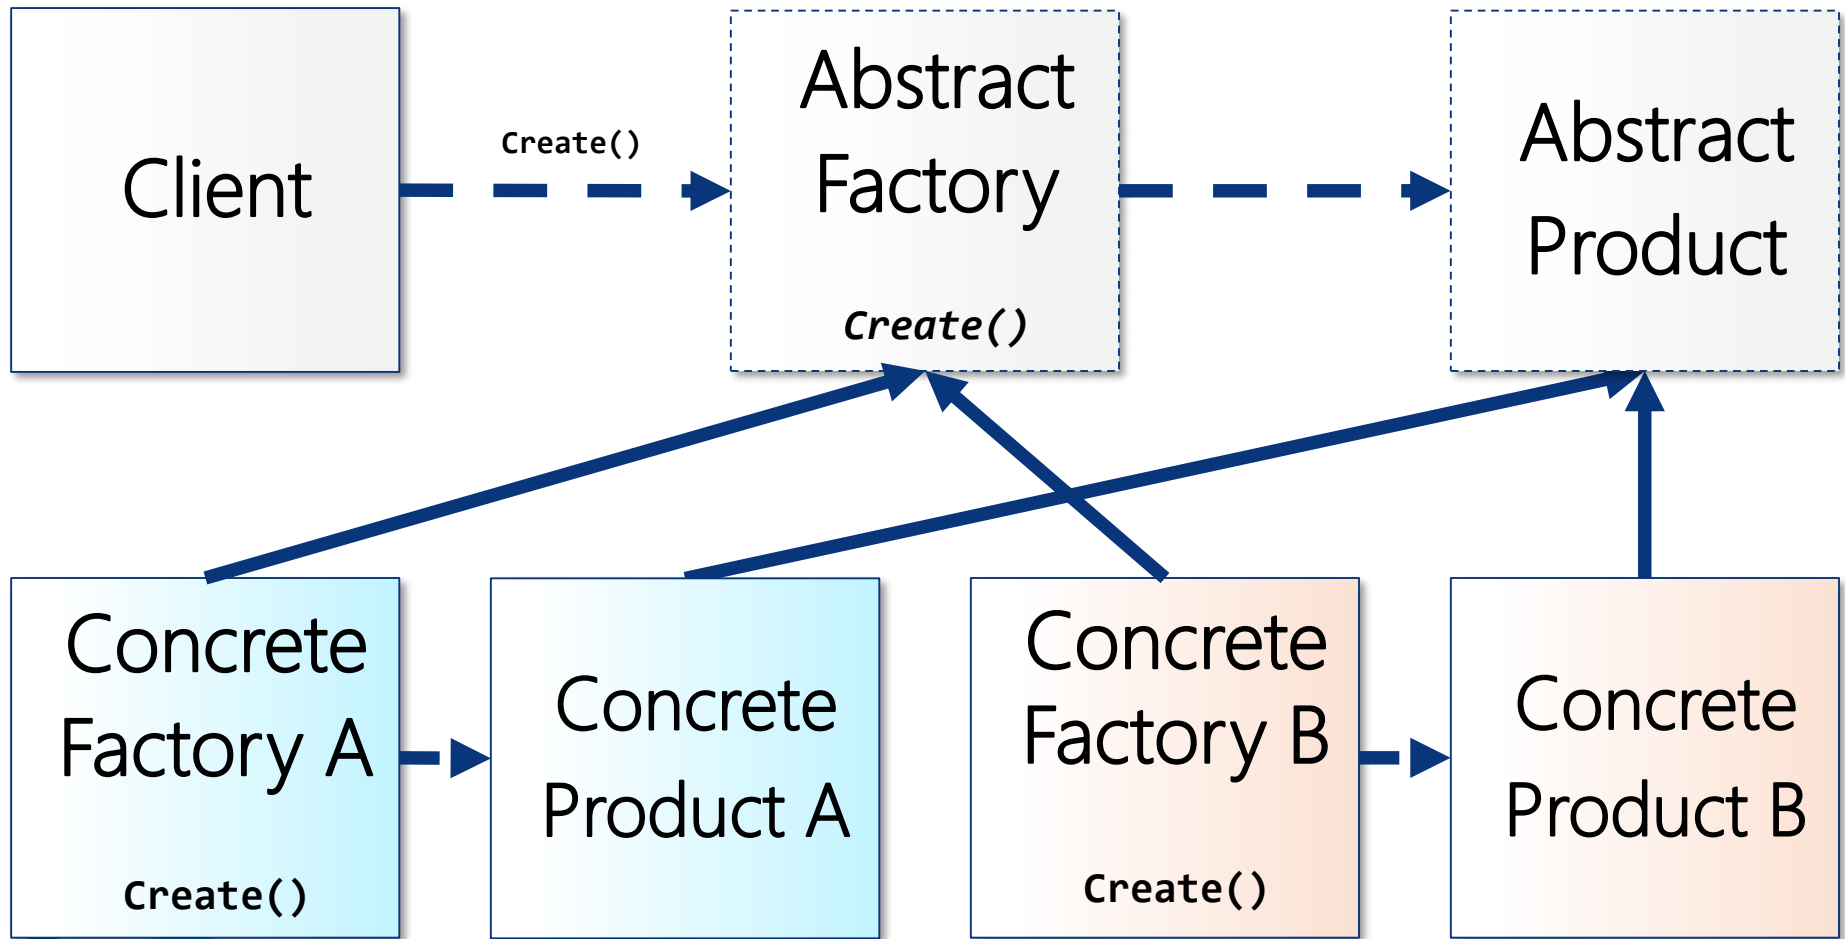 Client
Create()
Abstract
Factory
Create()
Abstract
Product
Concrete
Factory A
Create()
Concrete
Product A
Concrete
Factory B
Create()
Concrete
Product B